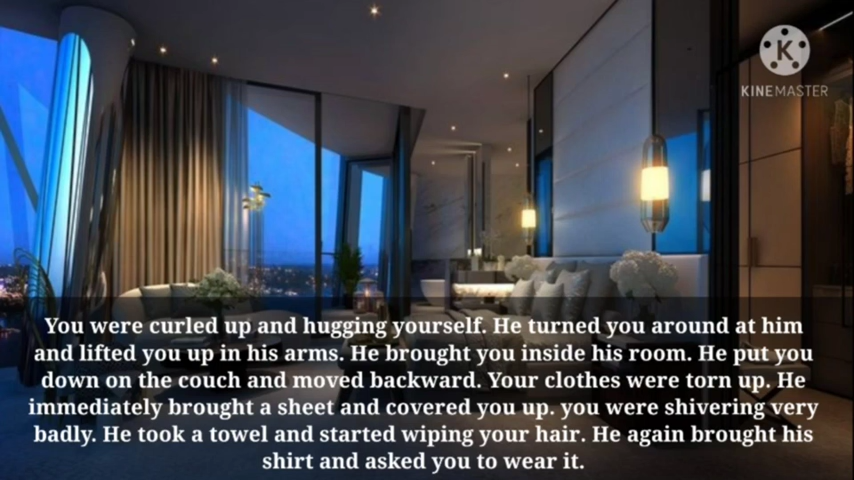 K
KINEMASTER
You were curled up and hugging yourself. He turned you around at him
and lifted you up in his arms. He brought you inside his room. He put you
down on the couch and moved backward. Your clothes were torn up. He
immediately brought a sheet and covered you up. you were shivering very
badly. He took a towel and started wiping your hair. He again brought his
shirt and asked you to wear it.